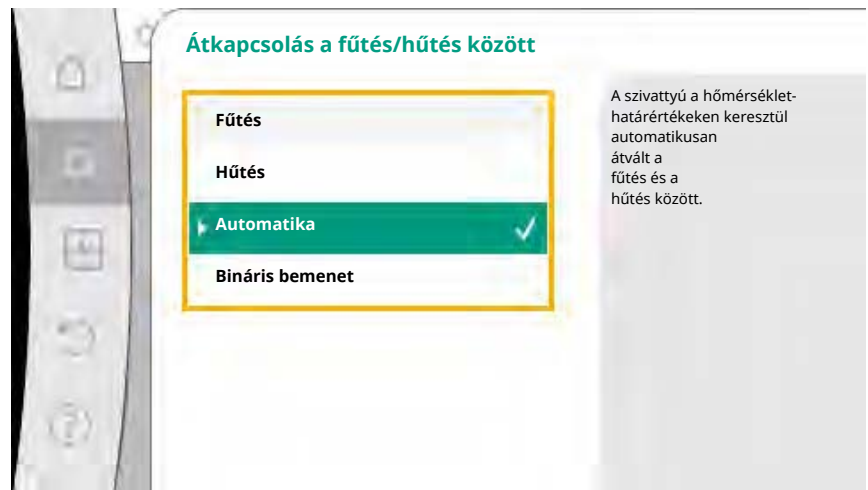 Átkapcsolás a fűtés/hűtés között
Fűtés
Hűtés
Automatika
Bináris bemenet
A szivattyú a hőmérséklet-
határértékeken keresztül
automatikusan
átvált a
fűtés és a
hűtés között.